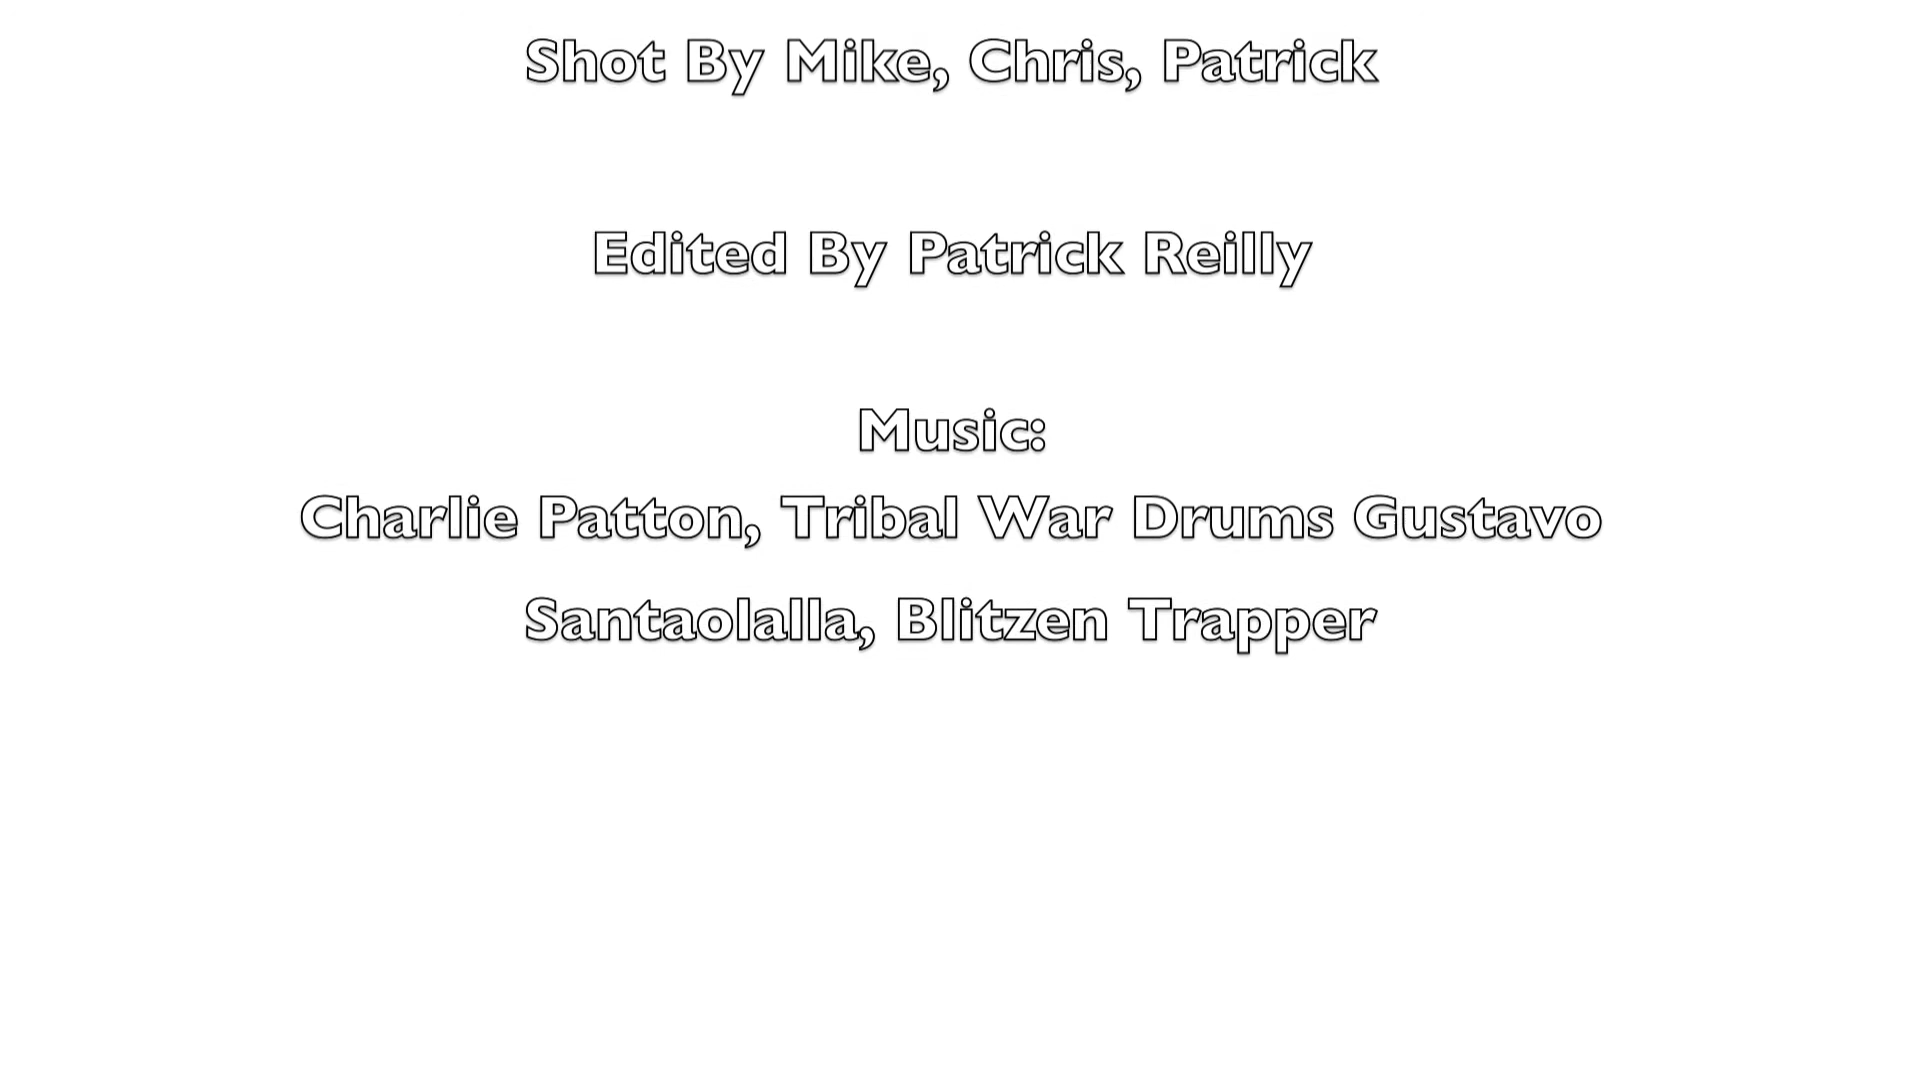 Shot By Mike, Chris, Patrick
Edited By Patrick Reilly
Music:
Charlie Patton, Tribal War Drums Gustavo
Santaolalla, Blitzen Trapper